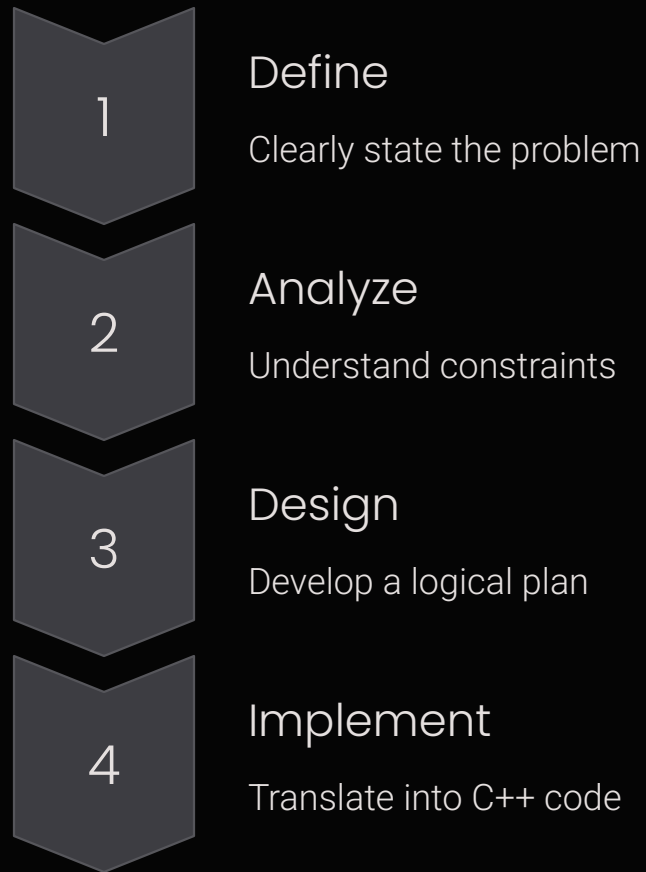 1
Define
Clearly state the problem
2
Analyze
Understand constraints
3
Design
Develop a logical plan
4
Implement
Translate into C++ code